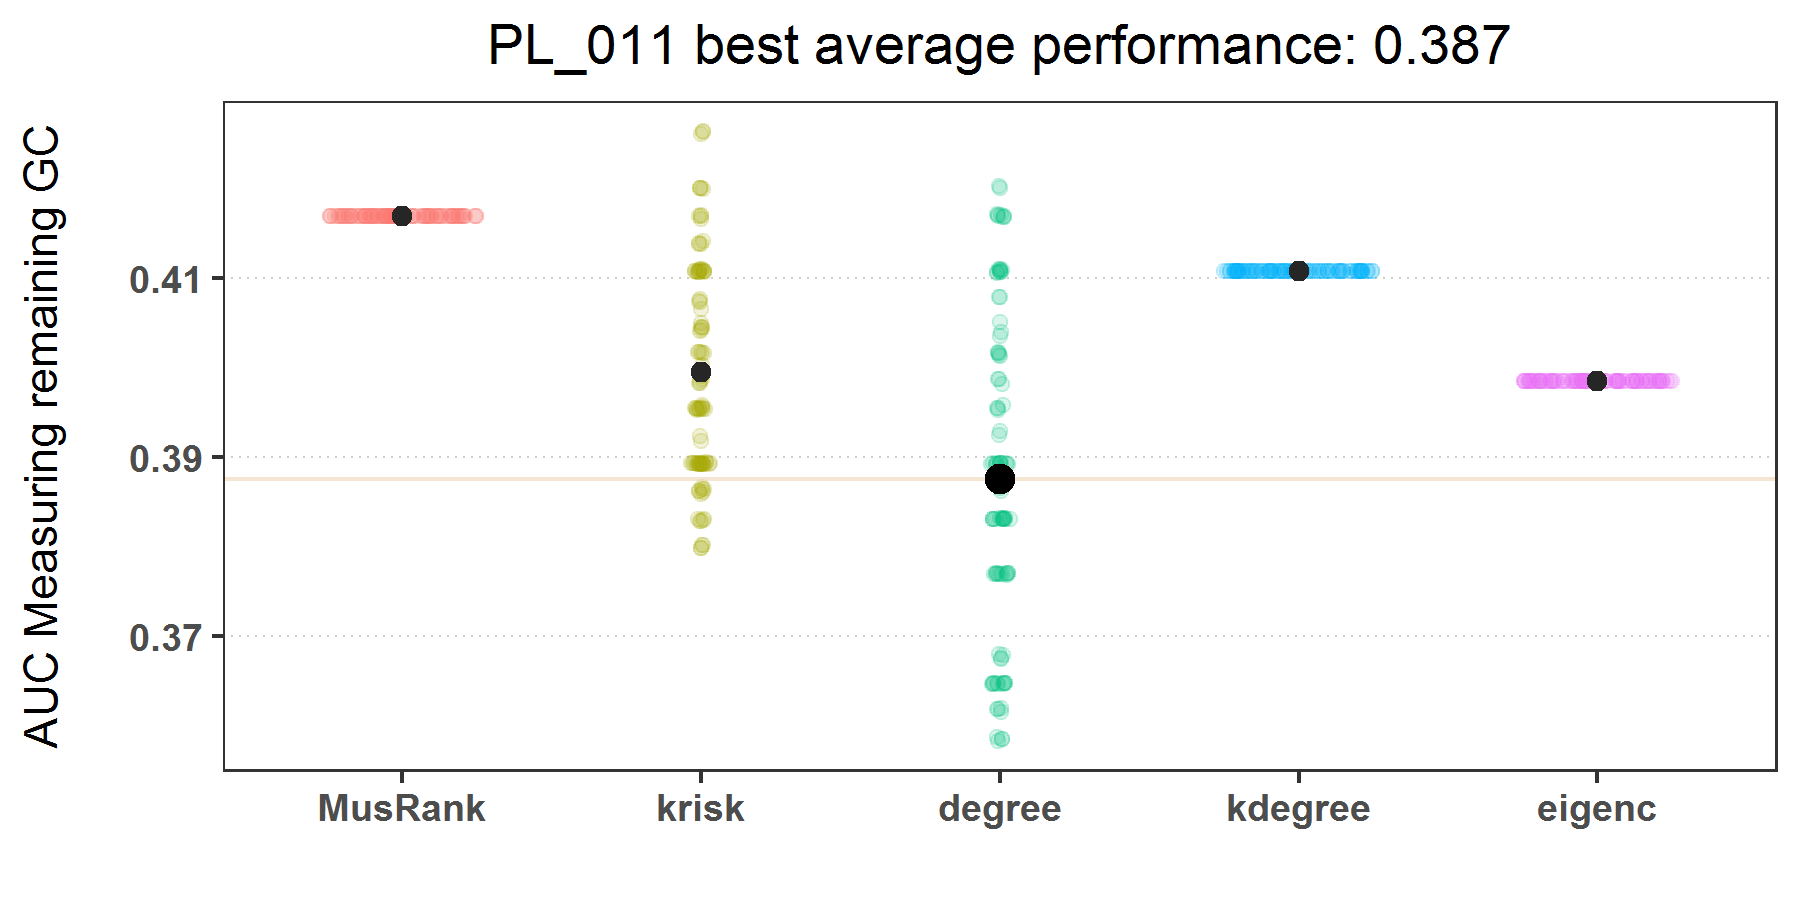 PL_011 best average performance: 0.387
AUC Measuring remaining GC
0.41
0.39
0.37
MusRank krisk degree kdegree eigenc